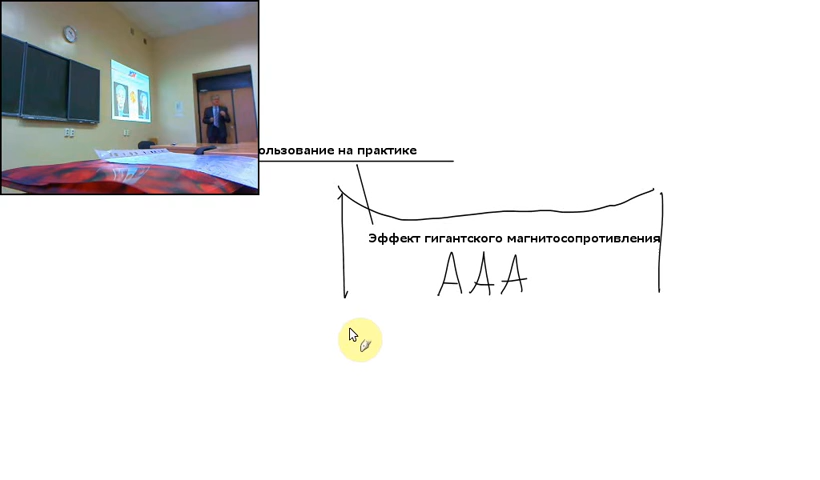 ользование на практике
Эффект гигантского магнитосопротивления
AAA